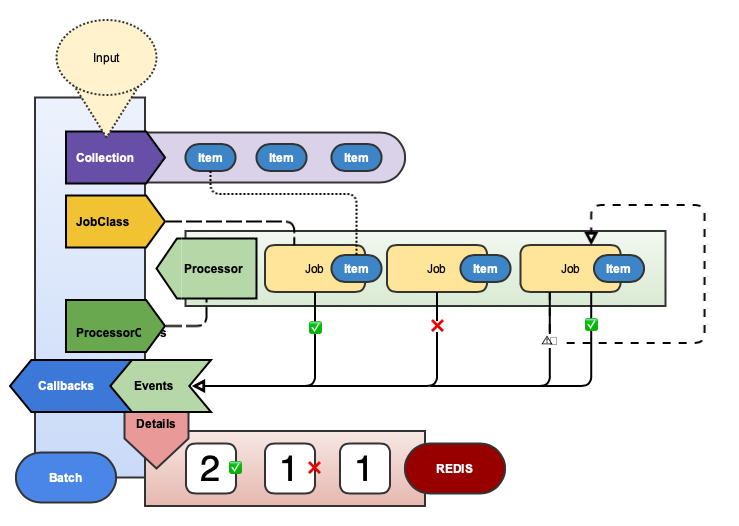 Input
Collection
Item
Item
Item
JobClass
Processor
Job
Item
Job
Item
Job
Item
ProcessorC s
Callbacks
Events
Details
Batch
2
1
1
REDIS